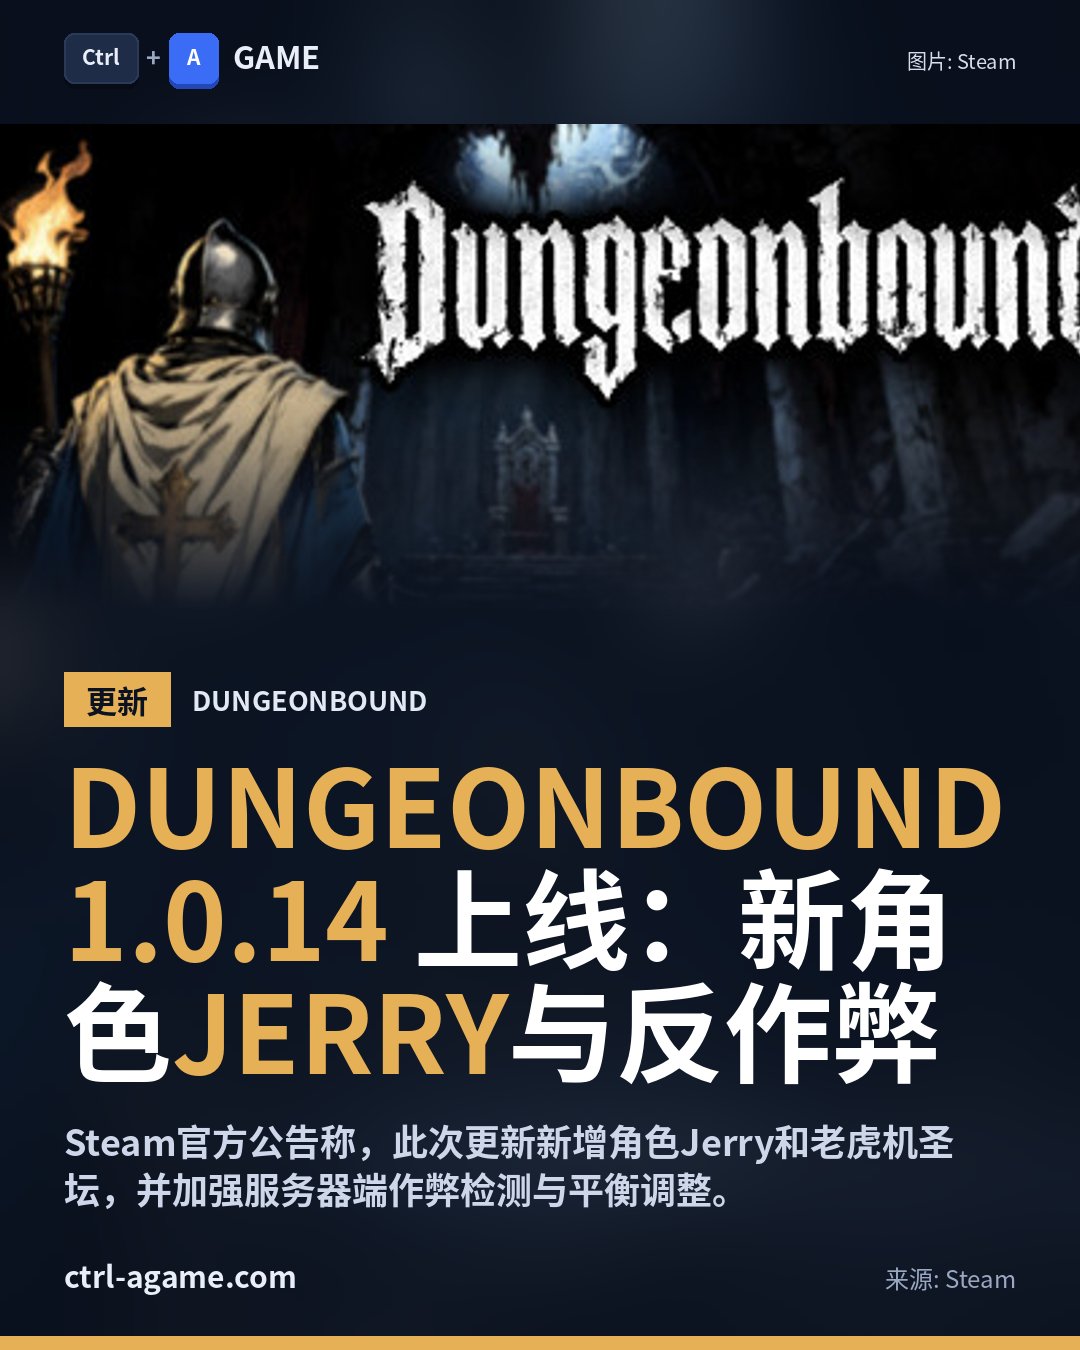 Ctrl + A GAME
图片: Steam
Dungeonbound
更新 DUNGEONBOUND
DUNGEONBOUND
1.0.14 上线：新角
色JERRY与反作弊
Steam官方公告称，此次更新新增角色Jerry和老虎机圣
坛，并加强服务器端作弊检测与平衡调整。
ctrl-agame.com
来源: Steam